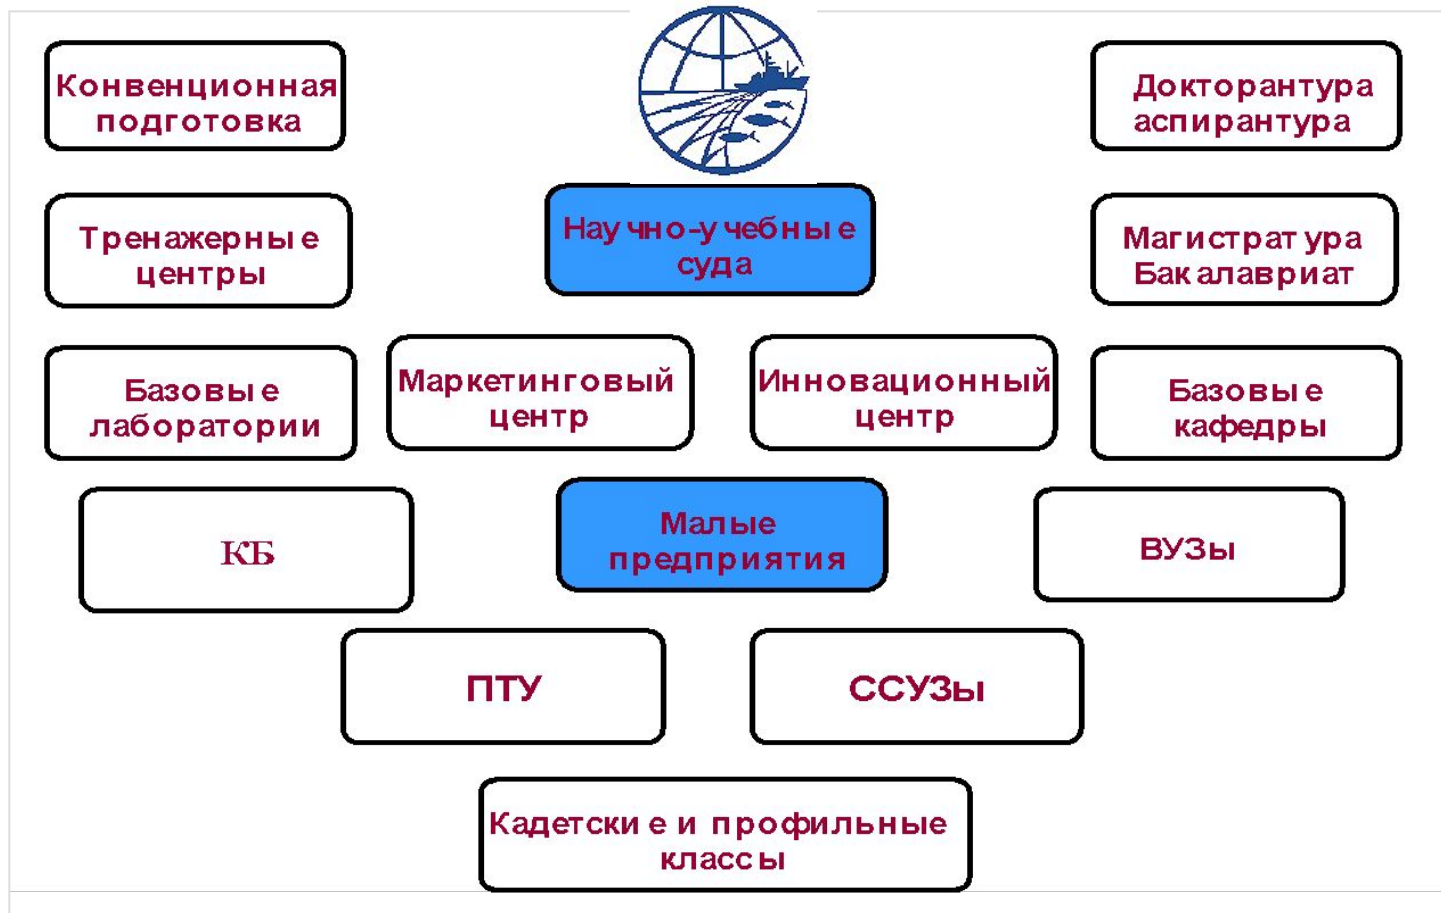 Конвенционная
подготовка
Докторантура
аспирантура
Научно-учебные
суда
Тренажерные
центры
Магистратура
Бакалавриат
Маркетинговый
центр
Инновационный
центр
Базовые
лаборатории
Базовые
кафедры
КБ
Малые
предприятия
ВУЗы
ПТУ
ССУЗы
Кадетские и профильные
классы